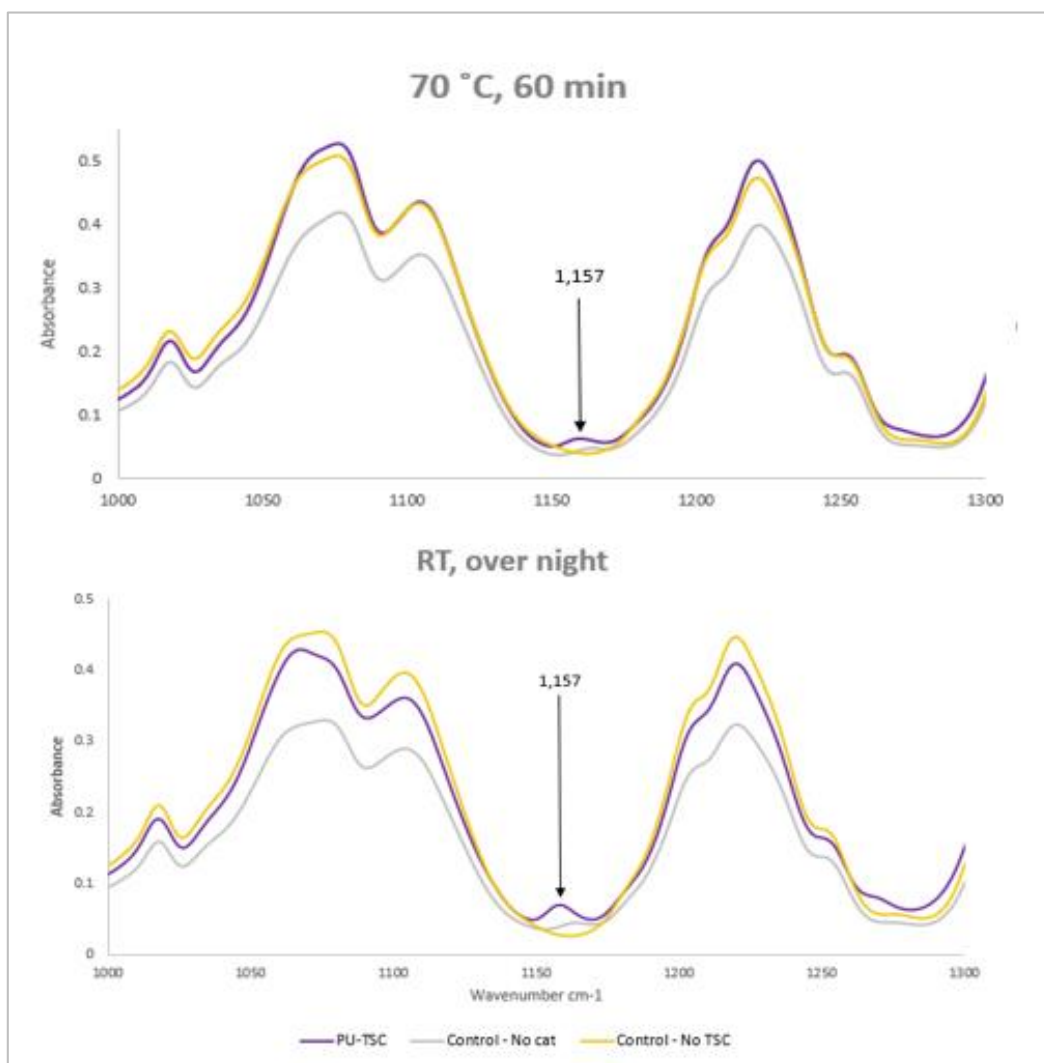 70 ˚C, 60 min
0.5
0.4
0.3
0.2
0.1
0
Absorbance
1,157
1000 1050 1100 1150 1200 1250 1300
RT, over night
0.5
0.4
0.3
0.2
0.1
0
Absorbance
1,157
1000 1050 1100 1150 1200 1250 1300
Wavenumber cm-1
PU-TSC Control - No cat Control - No TSC